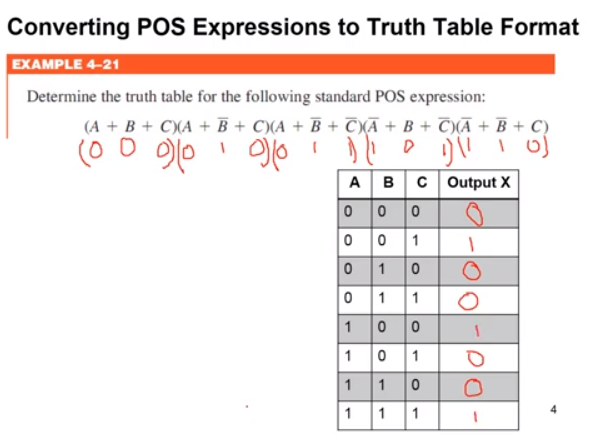 Converting POS Expressions to Truth Table Format
EXAMPLE 4–21
Determine the truth table for the following standard POS expression:
(A + B + C)(A + B̅ + C)(A + B̅ + C̅)(A̅ + B + C̅)(A̅ + B̅ + C)
(0 0 0)(0 1 0)(0 1 1)(1 0 1)(1 1 0)
A B C Output X
0 0 0 0
0 0 1 1
0 1 0 0
0 1 1 0
1 0 0 1
1 0 1 0
1 1 0 0
1 1 1 1
4